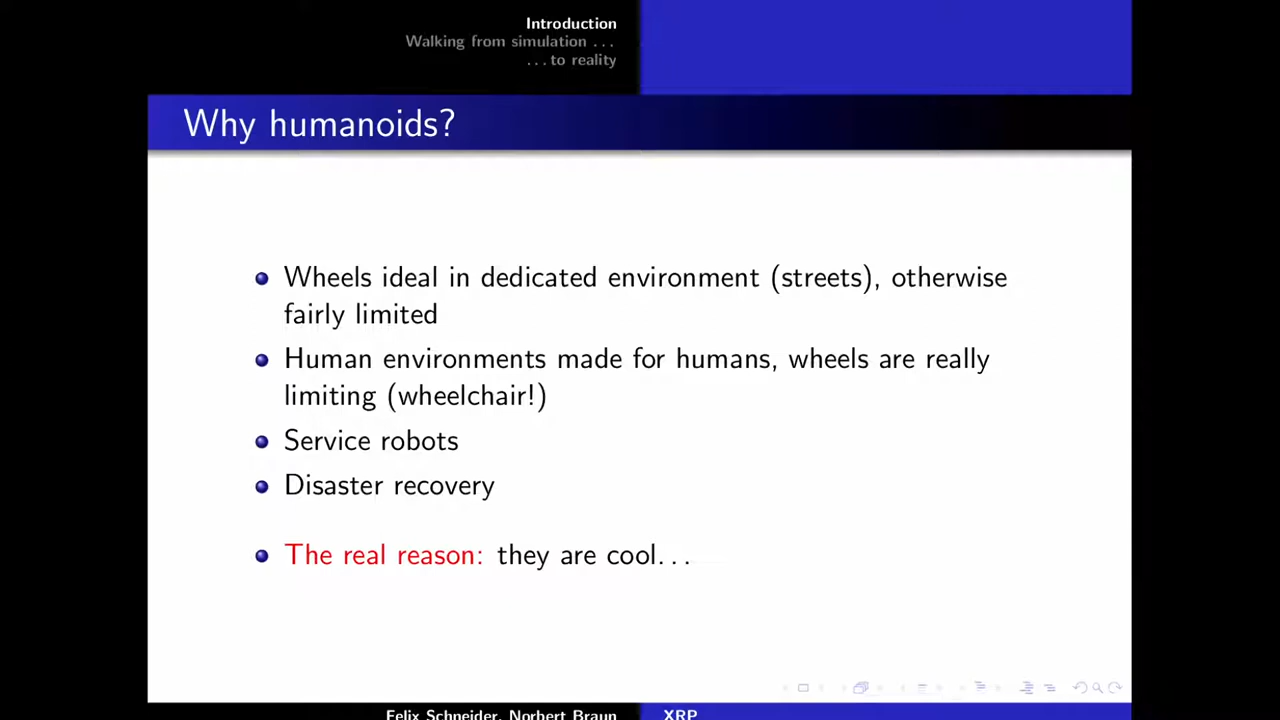 Introduction
Walking from simulation ...
...to reality
Why humanoids?
Wheels ideal in dedicated environment (streets), otherwise
fairly limited
Human environments made for humans, wheels are really
limiting (wheelchair!)
Service robots
Disaster recovery
The real reason: they are cool...
Felix Schneider, Norbert Braun
XRP